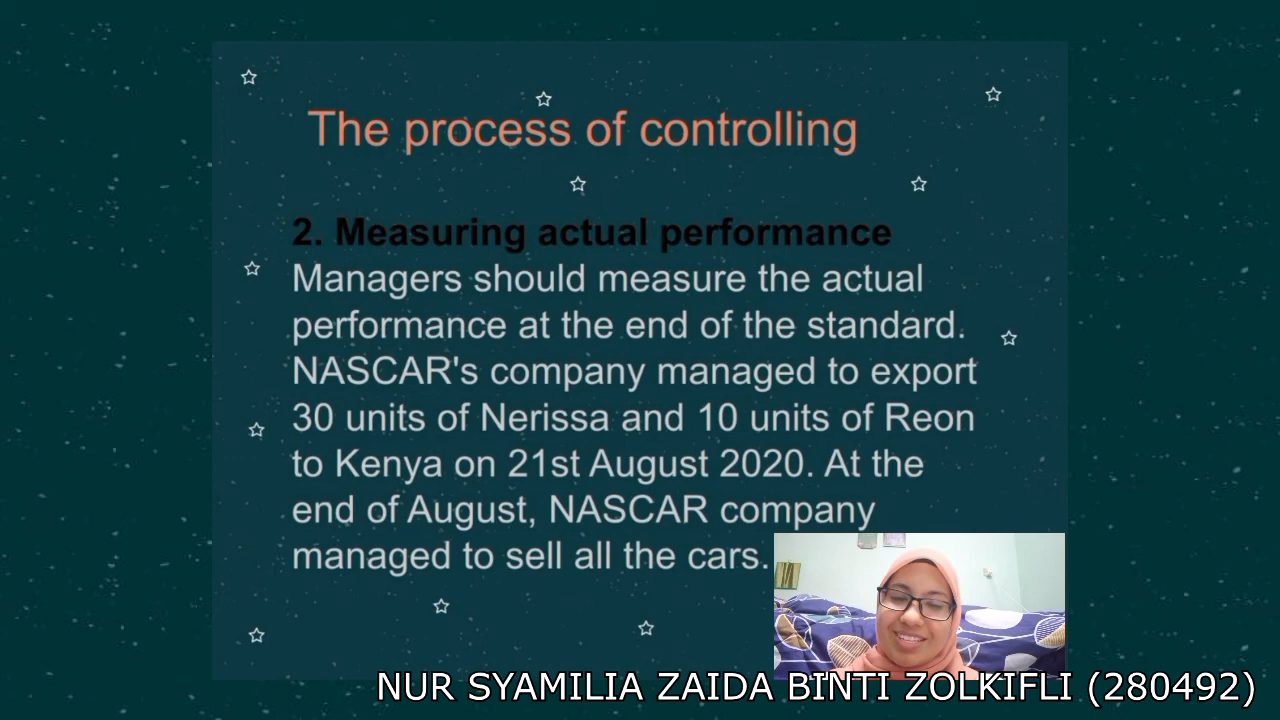 The process of controlling
2. Measuring actual performance
Managers should measure the actual
performance at the end of the standard.
NASCAR's company managed to export
30 units of Nerissa and 10 units of Reon
to Kenya on 21st August 2020. At the
end of August, NASCAR company
managed to sell all the cars.
NUR SYAMILIA ZAIDA BINTI ZOLKIFLI (280492)